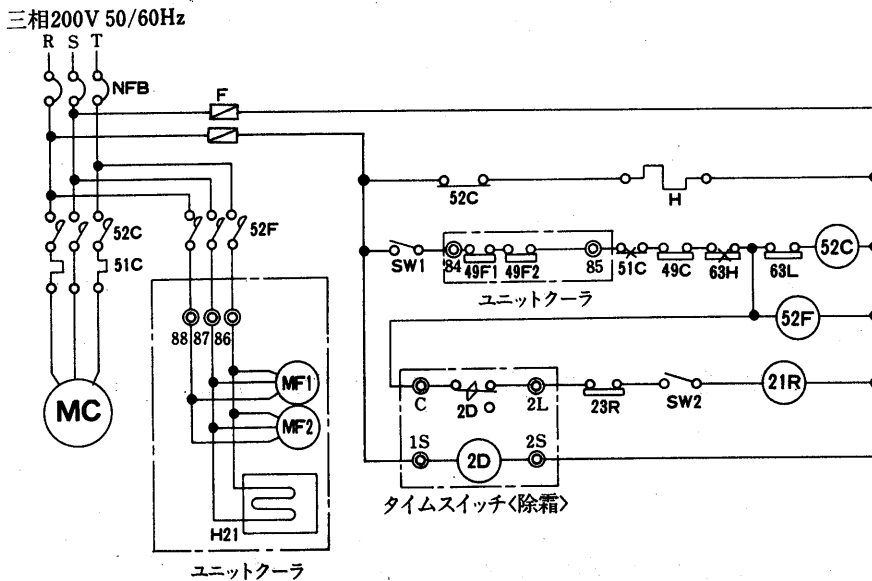 三相200V 50/60Hz
R S T
NFB
F
52C
H
52C
52F
51C
SW1
84
49F1
49F2
85
51C
49C
63H
63L
52C
ユニットクーラ
52F
88 87 86
MF1
MC
MF2
C
2D
2L
23R
SW2
21R
1S
2D
2S
タイムスイッチ〈除霜〉
H21
ユニットクーラ